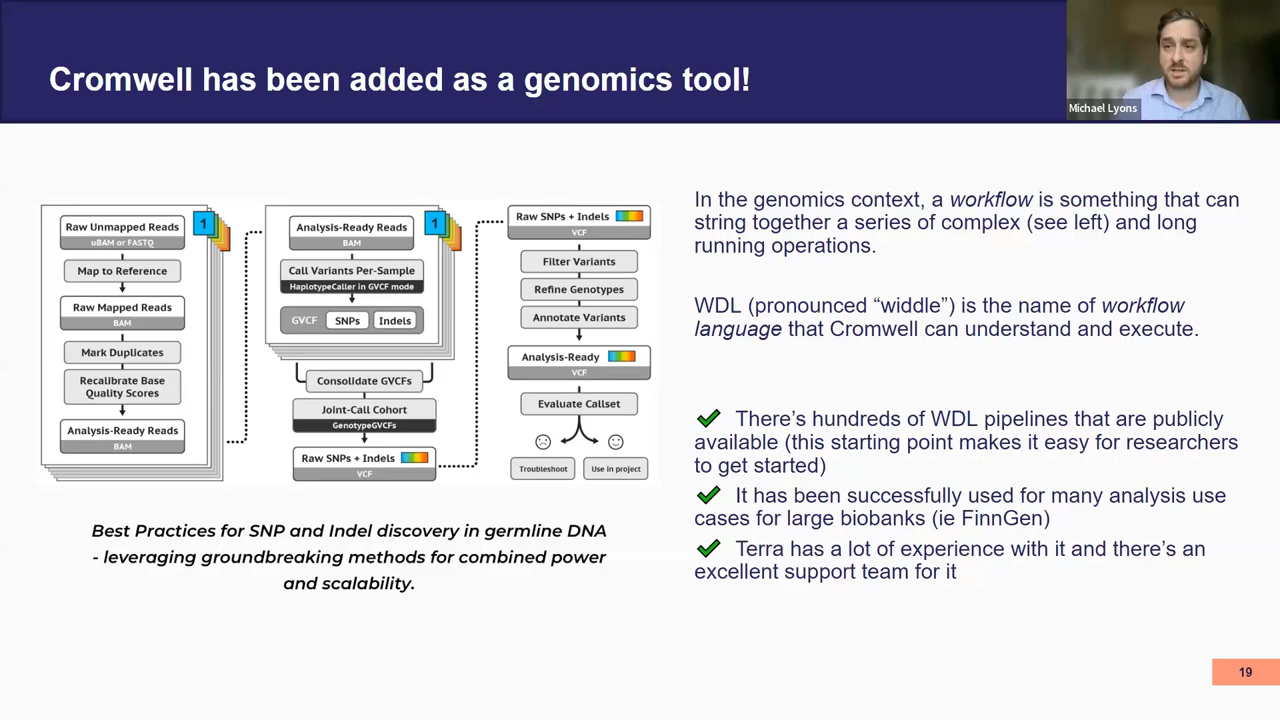 Cromwell has been added as a genomics tool!
Michael Lyons
Raw Unmapped Reads
uBAM or FASTQ
1
Map to Reference
Raw Mapped Reads
BAM
Mark Duplicates
Recalibrate Base
Quality Scores
Analysis-Ready Reads
BAM
Analysis-Ready Reads
BAM
1
Call Variants Per-Sample
HaplotypeCaller in GVCF mode
GVCF
SNPs
Indels
Consolidate GVCFs
Joint-Call Cohort
GenotypeGVCFs
Raw SNPs + Indels
VCF
Raw SNPs + Indels
VCF
Filter Variants
Refine Genotypes
Annotate Variants
Analysis-Ready
VCF
Evaluate Callset
Troubleshoot
Use in project
Best Practices for SNP and Indel discovery in germline DNA
- leveraging groundbreaking methods for combined power
and scalability.
In the genomics context, a workflow is something that can
string together a series of complex (see left) and long
running operations.
WDL (pronounced “widdle”) is the name of workflow
language that Cromwell can understand and execute.
There’s hundreds of WDL pipelines that are publicly
available (this starting point makes it easy for researchers
to get started)
It has been successfully used for many analysis use
cases for large biobanks (ie FinnGen)
Terra has a lot of experience with it and there’s an
excellent support team for it
19